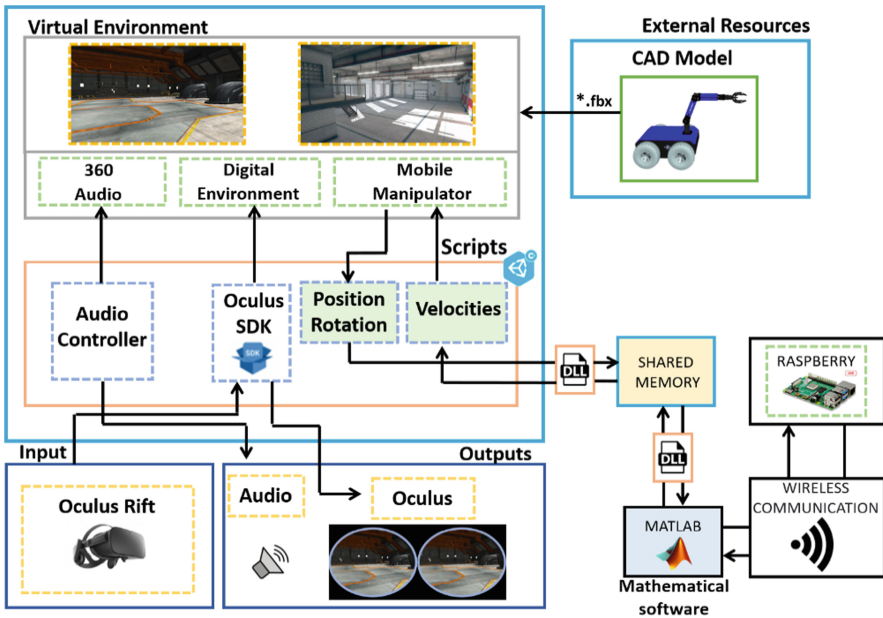 Virtual Environment
External Resources
CAD Model
*.fbx
360
Audio
Digital
Environment
Mobile
Manipulator
Scripts
Audio
Controller
Oculus
SDK
SDK
Position
Rotation
Velocities
DLL
SHARED
MEMORY
RASPBERRY
DLL
Input
Oculus Rift
Outputs
Audio
Oculus
MATLAB
Mathematical
software
WIRELESS
COMMUNICATION